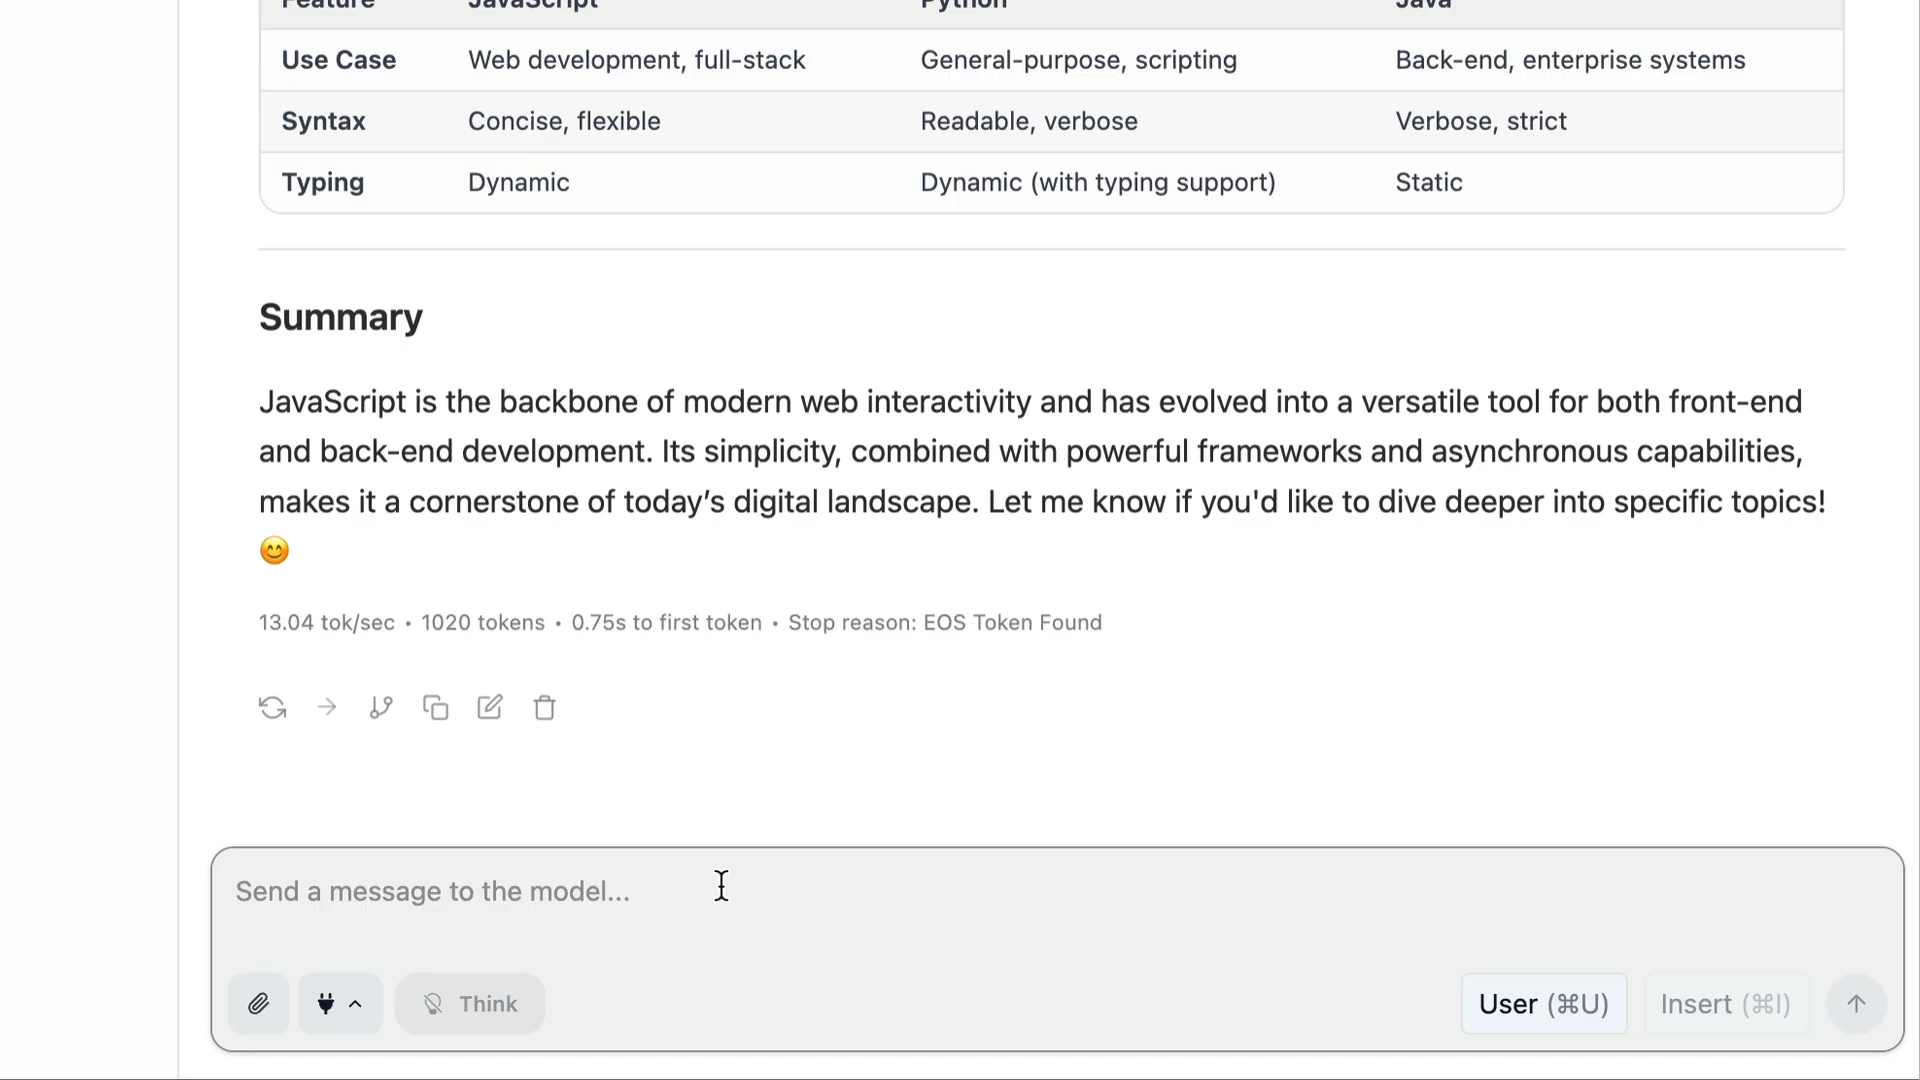 Feature JavaScript Python Java
Use Case Web development, full-stack General-purpose, scripting Back-end, enterprise systems
Syntax Concise, flexible Readable, verbose Verbose, strict
Typing Dynamic Dynamic (with typing support) Static
Summary
JavaScript is the backbone of modern web interactivity and has evolved into a versatile tool for both front-end
and back-end development. Its simplicity, combined with powerful frameworks and asynchronous capabilities,
makes it a cornerstone of today’s digital landscape. Let me know if you'd like to dive deeper into specific topics!
😊
13.04 tok/sec • 1020 tokens • 0.75s to first token • Stop reason: EOS Token Found
Send a message to the model...
Think User (⌘U) Insert (⌘I)